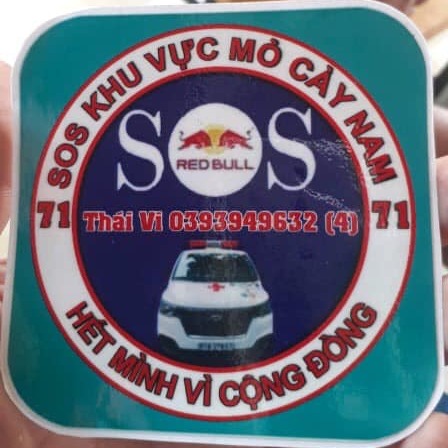 SOS KHU VỰC MỎ CÀY NAM
S S
RED BULL
71 Thái Vi 0393949632 (4) 71
HẾT MÌNH VÌ CỘNG ĐỒNG